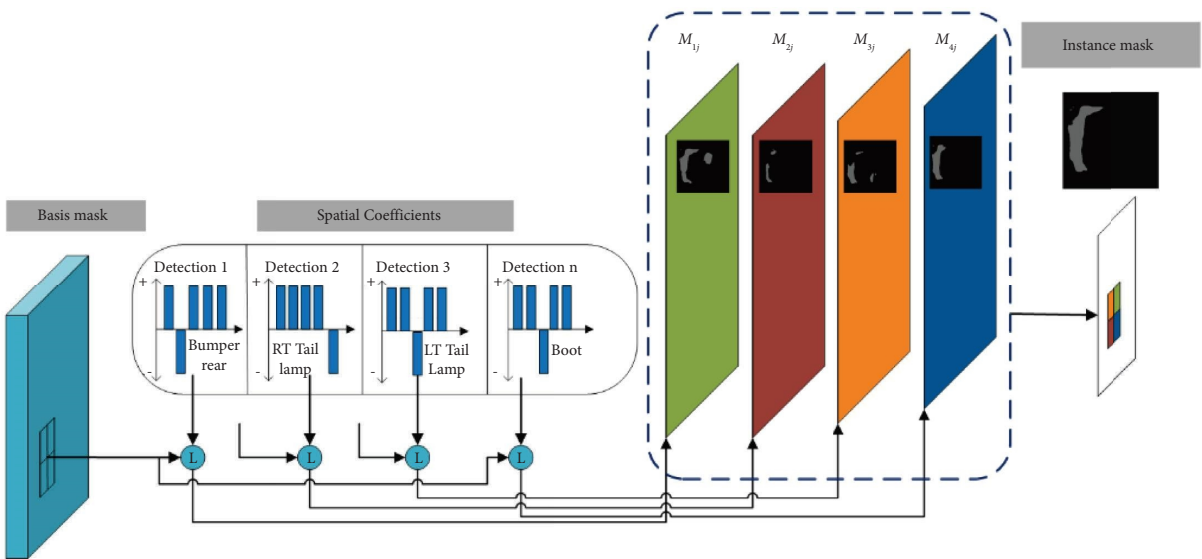 M1j
M2j
M3j
M4j
Instance mask
Basis mask
Spatial Coefficients
Detection 1
Detection 2
Detection 3
Detection n
+
+
+
+
Bumper
rear
RT Tail
lamp
LT Tail
Lamp
Boot
--
-
-
-
L
L
L
L